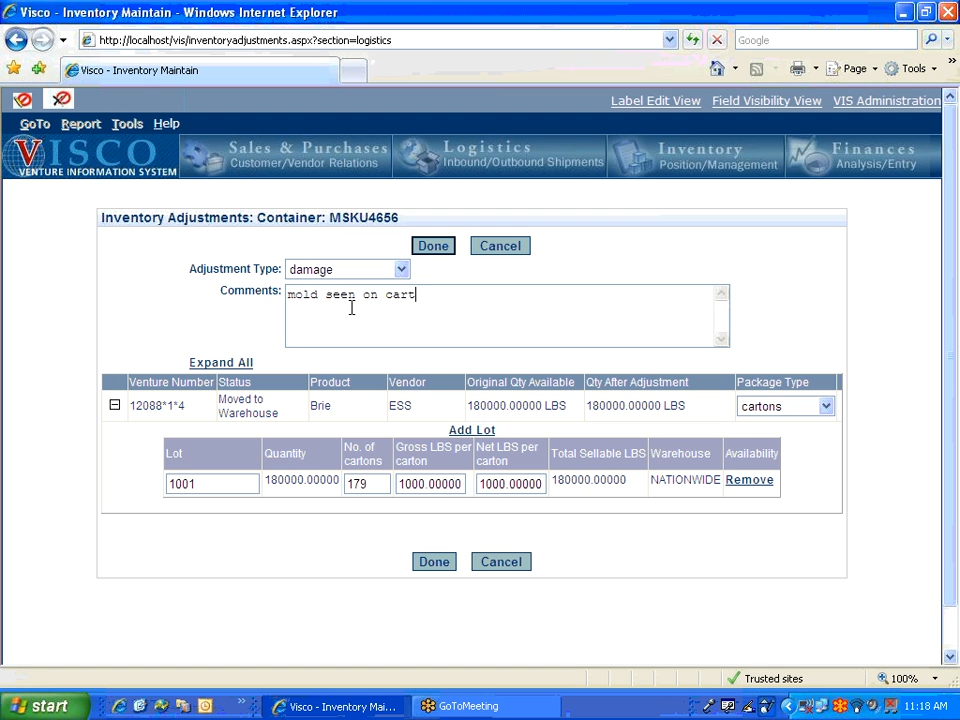 Visco - Inventory Maintain - Windows Internet Explorer
http://localhost/vis/inventoryadjustments.aspx?section=logistics
Google
Visco - Inventory Maintain
Page
Tools
»
Label Edit View Field Visibility View VIS Administration
GoTo Report Tools Help
VISCO
VENTURE INFORMATION SYSTEM
Sales & Purchases
Customer/Vendor Relations
Logistics
Inbound/Outbound Shipments
Inventory
Position/Management
Finances
Analysis/Entry
Inventory Adjustments: Container: MSKU4656
Done Cancel
Adjustment Type: damage
Comments: mold seen on cart
Expand All
Venture Number Status Product Vendor Original Qty Available Qty After Adjustment Package Type
12088*1*4 Moved to Warehouse Brie ESS 180000.00000 LBS 180000.00000 LBS cartons
Add Lot
Lot Quantity No. of cartons Gross LBS per carton Net LBS per carton Total Sellable LBS Warehouse Availability
1001 180000.00000 179 1000.00000 1000.00000 180000.00000 NATIONWIDE Remove
Done Cancel
Trusted sites 100%
start » Visco - Inventory Mai... GoToMeeting 11:18 AM